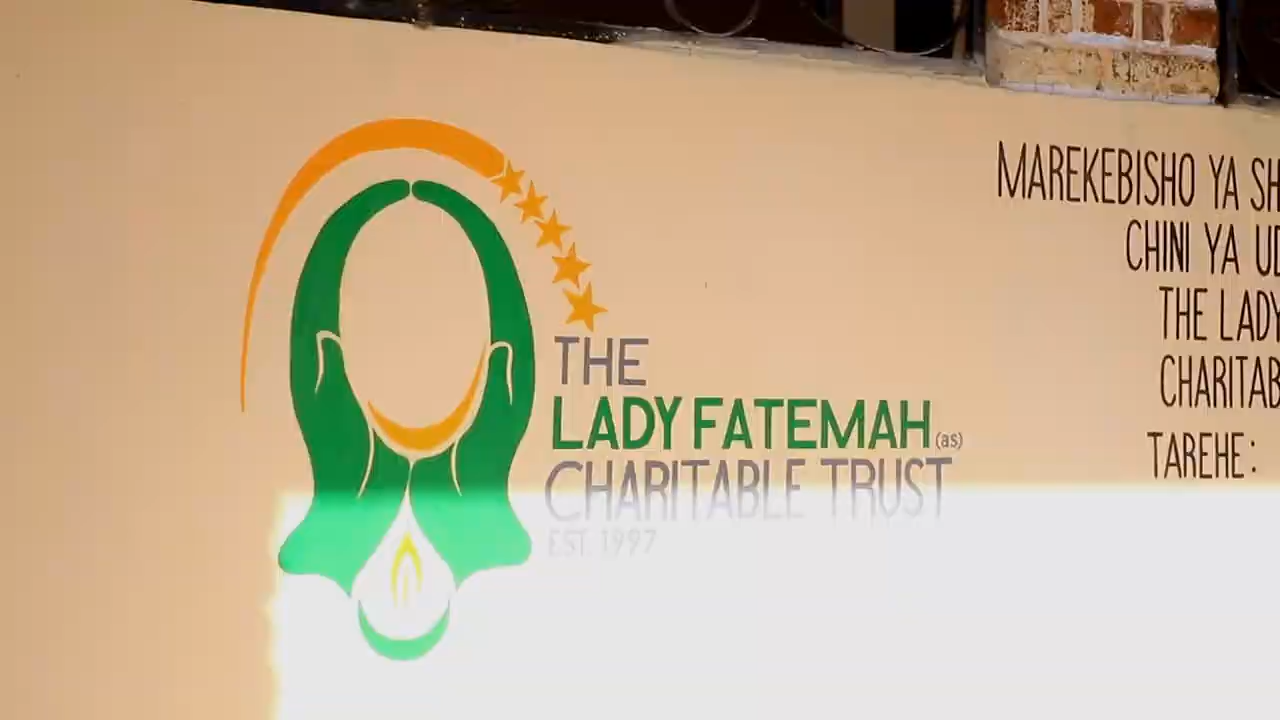 THE
LADY FATEMAH (as)
CHARITABLE TRUST
EST. 1997
MAREKEBISHO YA SH
CHINI YA UD
THE LADY
CHARITAB
TAREHE: